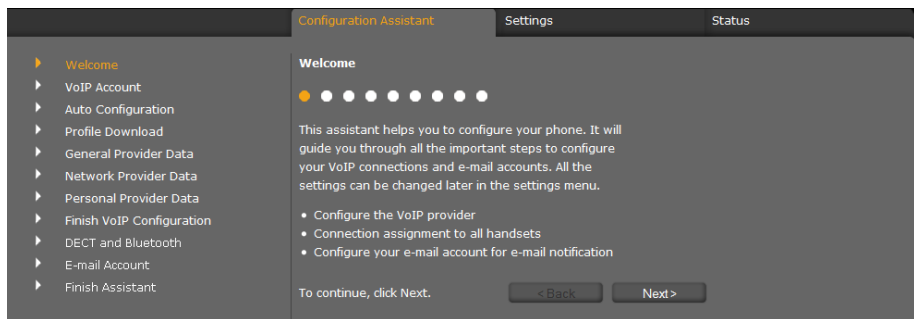 Configuration Assistant Settings Status
Welcome
VoIP Account
Auto Configuration
Profile Download
General Provider Data
Network Provider Data
Personal Provider Data
Finish VoIP Configuration
DECT and Bluetooth
E-mail Account
Finish Assistant
Welcome
This assistant helps you to configure your phone. It will
guide you through all the important steps to configure
your VoIP connections and e-mail accounts. All the
settings can be changed later in the settings menu.
• Configure the VoIP provider
• Connection assignment to all handsets
• Configure your e-mail account for e-mail notification
To continue, click Next. < Back Next >